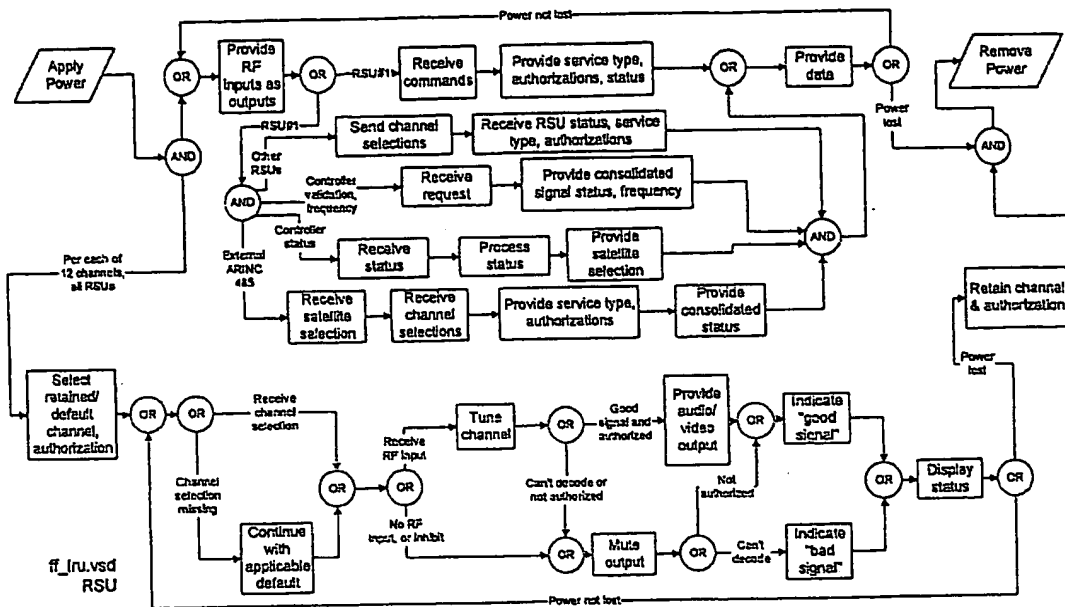 Power not lost
Apply
Power
OR
Provide
RF
inputs as
outputs
OR
RSU#1
Receive
commands
Provide service type,
authorizations, status
OR
Provide
data
OR
Remova
Power
Power
lost
AND
AND
RSU#1
Other
RSUs
Send channel
selections
Receive RSU status, service
type, authorizations
AND
Controller
validation,
frequency
Receive
request
Provide consolidated
signal status, frequency
Controller
status
Receive
status
Process
status
Provide
satellite
selection
AND
External
ARINC
485
Receive
satellite
selection
Receive
channel
selections
Provide service type,
authorizations
Provide
consolidated
status
Per each of
12 channels,
all RSUs
Retain channel
& authorization
Power
lost
Select
retained/
default
channel,
authorization
OR
OR
Receive
channel
selection
Channel
selection
missing
Continue
with
applicable
default
OR
OR
Receive
RF input
Tune
channel
OR
Good
signal and
authorized
Provide
audio/
video
output
OR
Indicate
"good
signal"
Can't decode or
not authorized
Not
authorized
No RF
input, or inhibit
OR
Mute
output
OR
Can't
decode
Indicate
"bad
signal"
OR
Display
status
OR
Power not lost
ff_lru.vsd
RSU